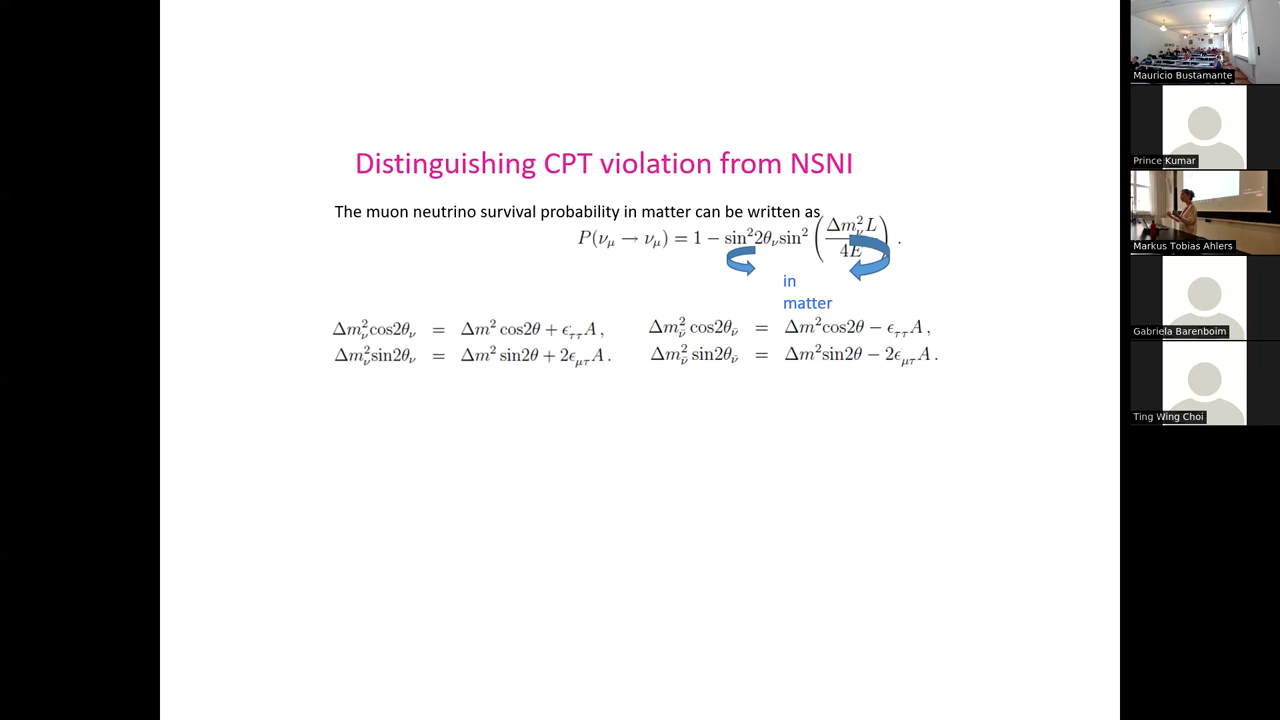 Distinguishing CPT violation from NSNI
The muon neutrino survival probability in matter can be written as
P(ν_μ → ν_μ) = 1 − sin²2θ_ν sin² (Δm²_ν L / 4E) .
in
matter
Δm²_ν cos2θ_ν = Δm² cos2θ + ϵ_ττ A ,
Δm²_ν sin2θ_ν = Δm² sin2θ + 2ϵ_μτ A .
Δm²_ν̄ cos2θ_ν̄ = Δm² cos2θ − ϵ_ττ A ,
Δm²_ν̄ sin2θ_ν̄ = Δm² sin2θ − 2ϵ_μτ A .
Mauricio Bustamante
Prince Kumar
Markus Tobias Ahlers
Gabriela Barenboim
Ting Wing Choi